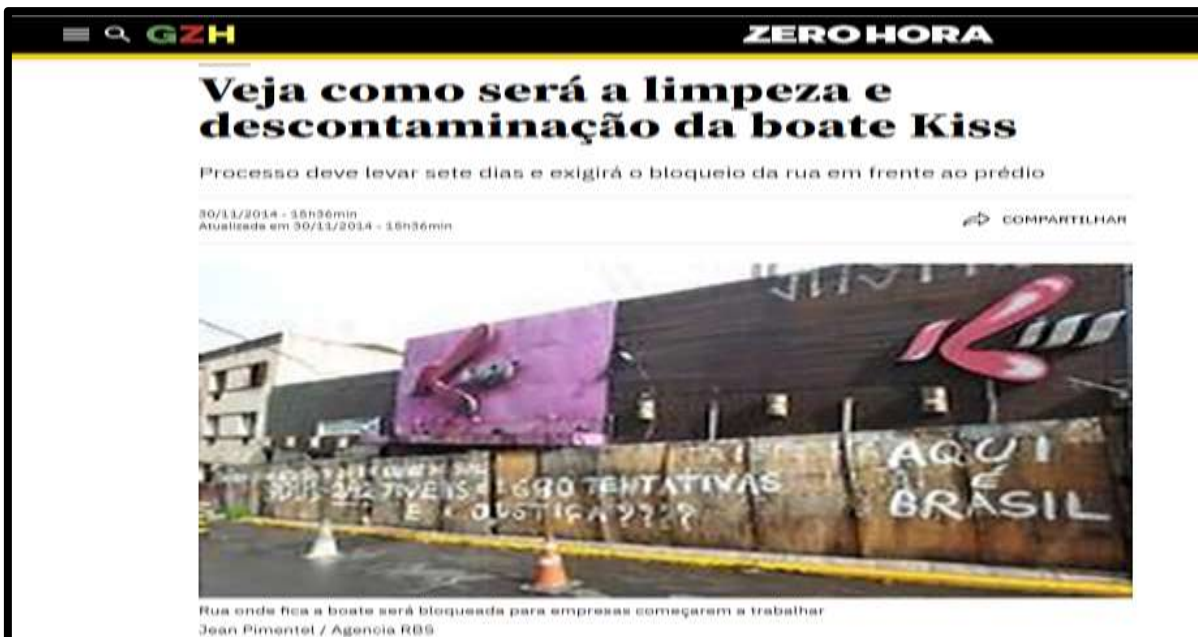 GZH
ZERO HORA
Veja como será a limpeza e
descontaminação da boate Kiss
Processo deve levar sete dias e exigirá o bloqueio da rua em frente ao prédio
30/11/2014 - 15h36min
Atualizada em 30/11/2014 - 15h36min
COMPARTILHAR
TENTATIVAS
AQUI
É
BRASIL
Rua onde fica a boate será bloqueada para empresas começarem a trabalhar
Jean Pimentel / Agencia RBS